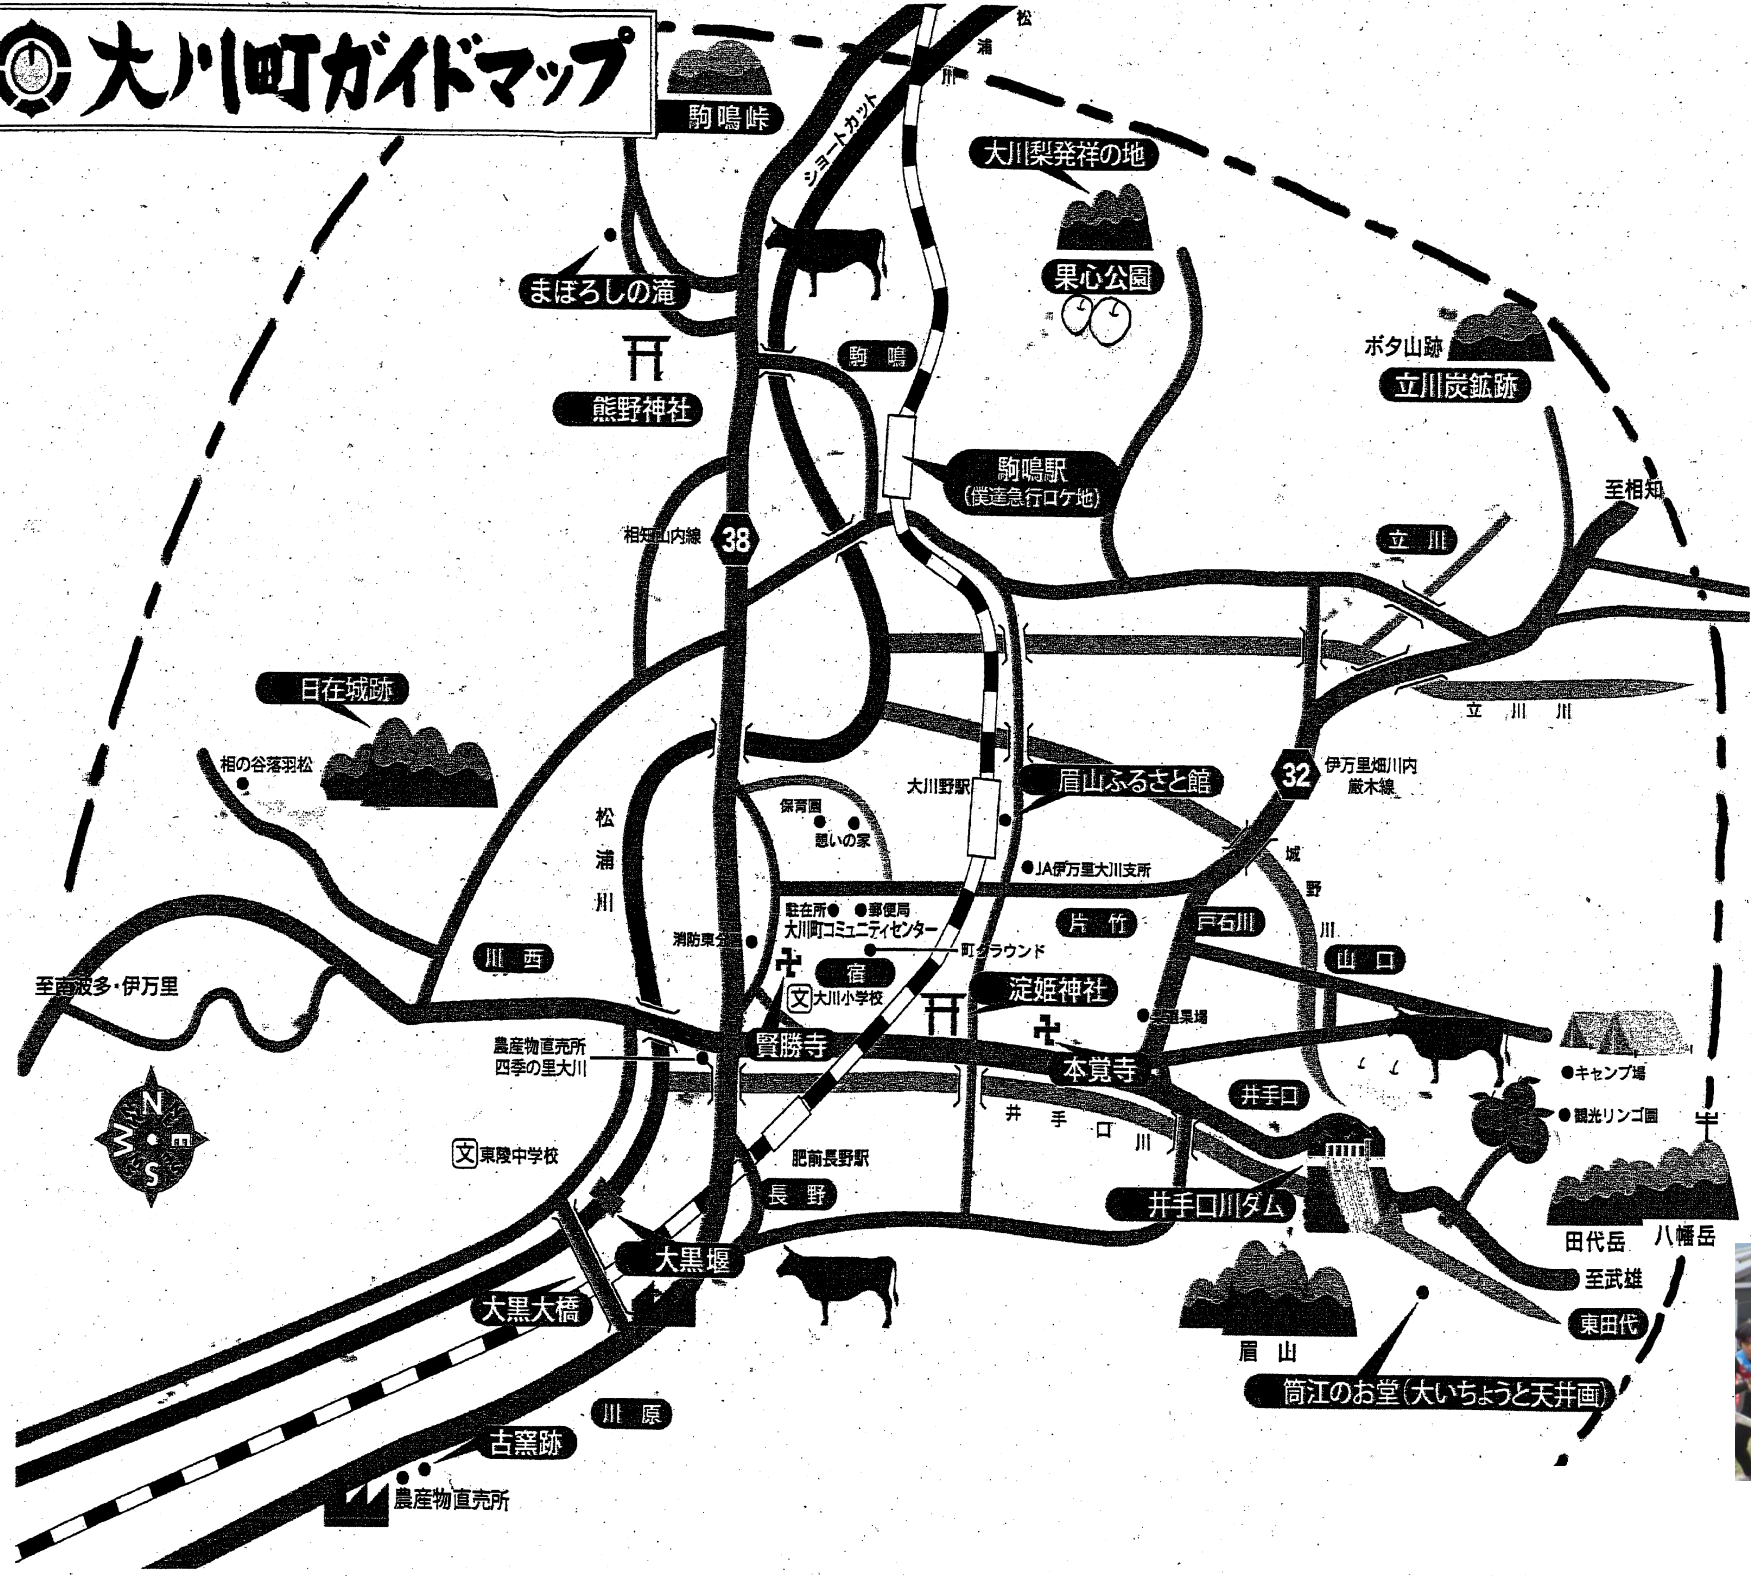 大川町ガイドマップ
駒鳴峠
松浦川
ショートカット
大川梨発祥の地
果心公園
まぼろしの滝
熊野神社
駒鳴
駒鳴駅
(僕達急行ロケ地)
ボタ山跡
立川炭鉱跡
至相知
立川
相知山内線
38
日在城跡
相の谷落羽松
立川川
32
伊万里畑川内
厳木線
大川野駅
眉山ふるさと館
保育園
憩いの家
松浦川
JA伊万里大川支所
城野川
駐在所
郵便局
大川町コミュニティセンター
町グラウンド
片竹
戸石川
山口
川西
宿
文
大川小学校
淀姫神社
至南波多・伊万里
賢勝寺
本覚寺
農産物直売所
四季の里大川
井手口
井手口川
キャンプ場
観光リンゴ園
N
W
S
文
東陵中学校
肥前長野駅
長野
井手口川ダム
田代岳
八幡岳
大黒堰
大黒大橋
至武雄
東田代
眉山
筒江のお堂(大いちょうと天井画)
川原
古窯跡
農産物直売所